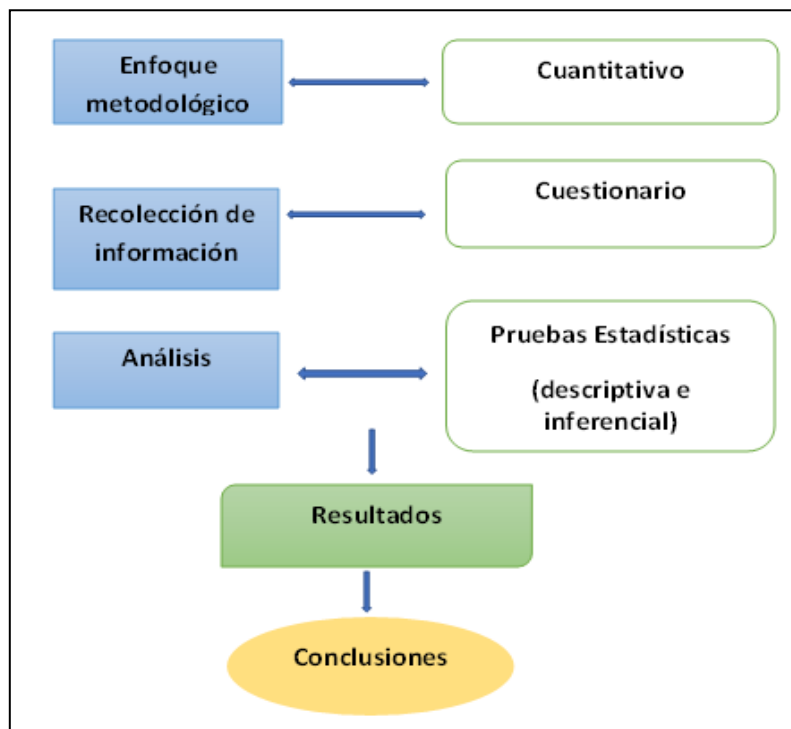 Enfoque
metodológico
Cuantitativo
Recolección de
información
Cuestionario
Análisis
Pruebas Estadísticas
(descriptiva e
inferencial)
Resultados
Conclusiones